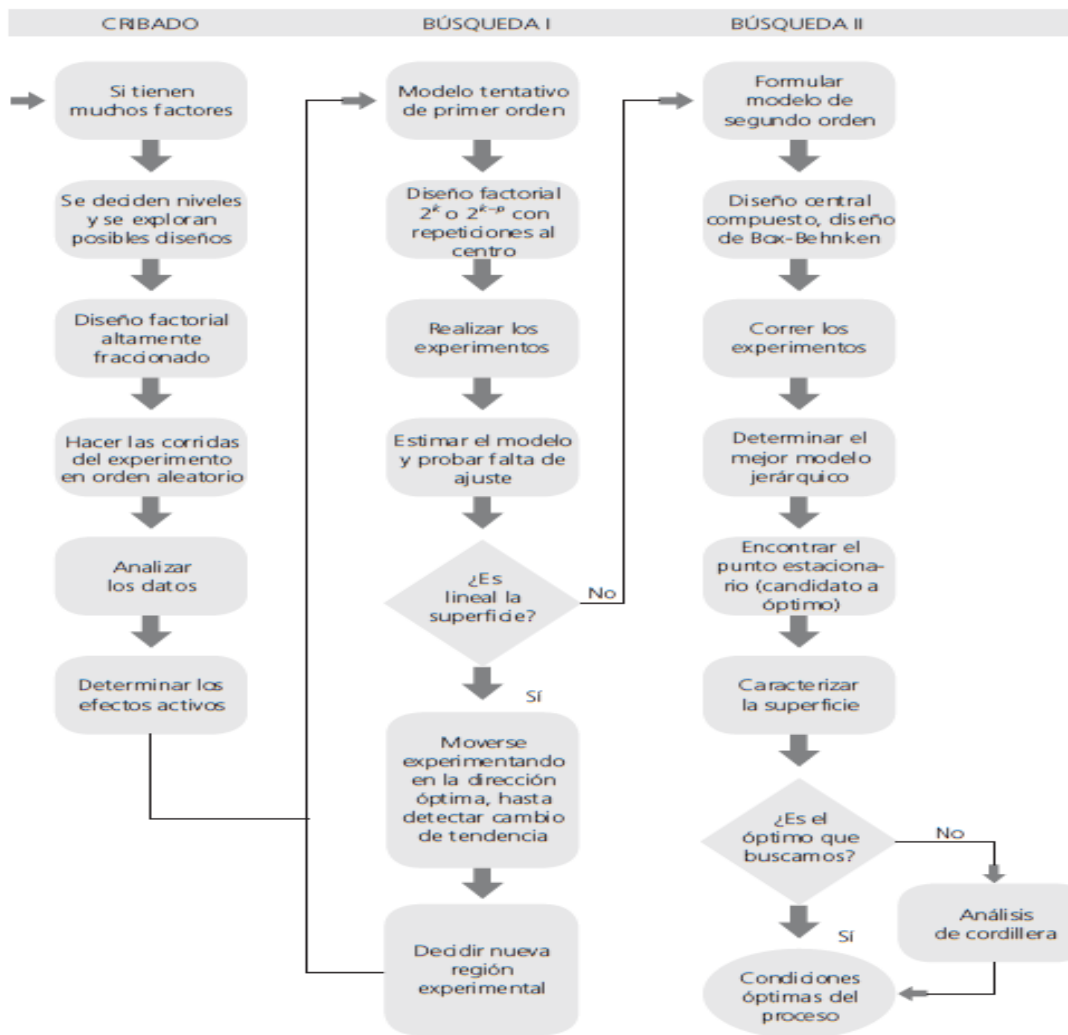 CRIBADO
BÚSQUEDA I
BÚSQUEDA II
Si tienen
muchos factores
Se deciden niveles
y se exploran
posibles diseños
Diseño factorial
altamente
fraccionado
Hacer las corridas
del experimento
en orden aleatorio
Analizar
los datos
Determinar los
efectos activos
Modelo tentativo
de primer orden
Diseño factorial
2^k o 2^{k-p} con
repeticiones al
centro
Realizar los
experimentos
Estimar el modelo
y probar falta de
ajuste
¿Es
lineal la
superficie?
No
Sí
Moverse
experimentando
en la dirección
óptima, hasta
detectar cambio
de tendencia
Decidir nueva
región
experimental
Formular
modelo de
segundo orden
Diseño central
compuesto, diseño
de Box-Behnken
Correr los
experimentos
Determinar el
mejor modelo
jerárquico
Encontrar el
punto estaciona-
rio (candidato a
óptimo)
Caracterizar
la superficie
¿Es el
óptimo que
buscamos?
No
Sí
Análisis
de cordillera
Condiciones
óptimas del
proceso